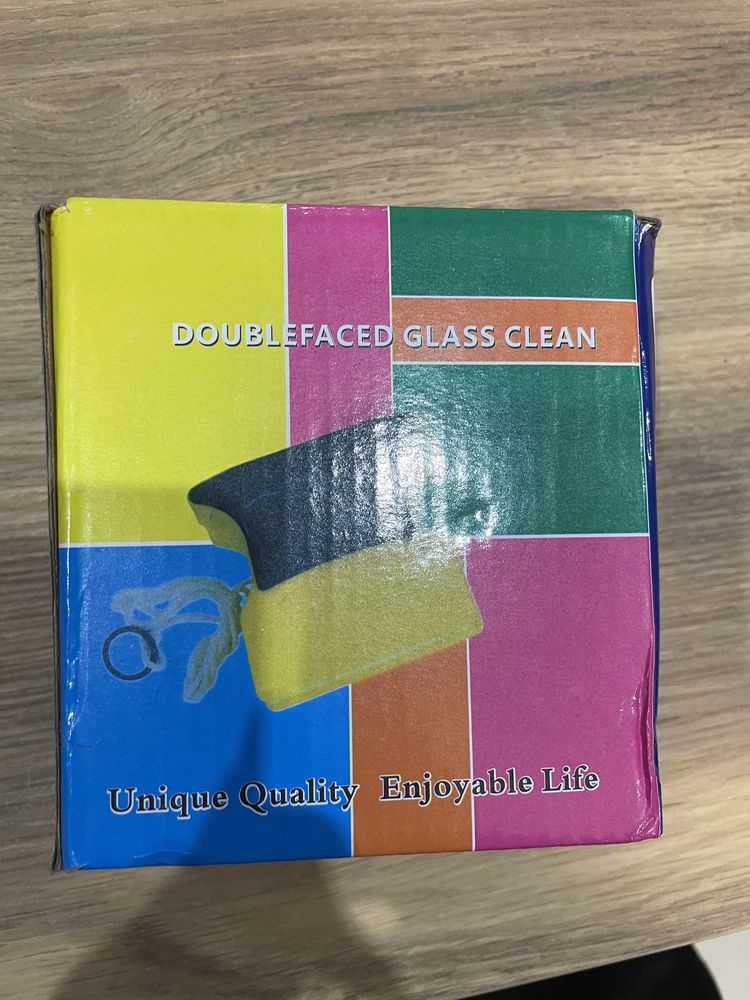 DOUBLEFACED GLASS CLEAN
Unique Quality Enjoyable Life